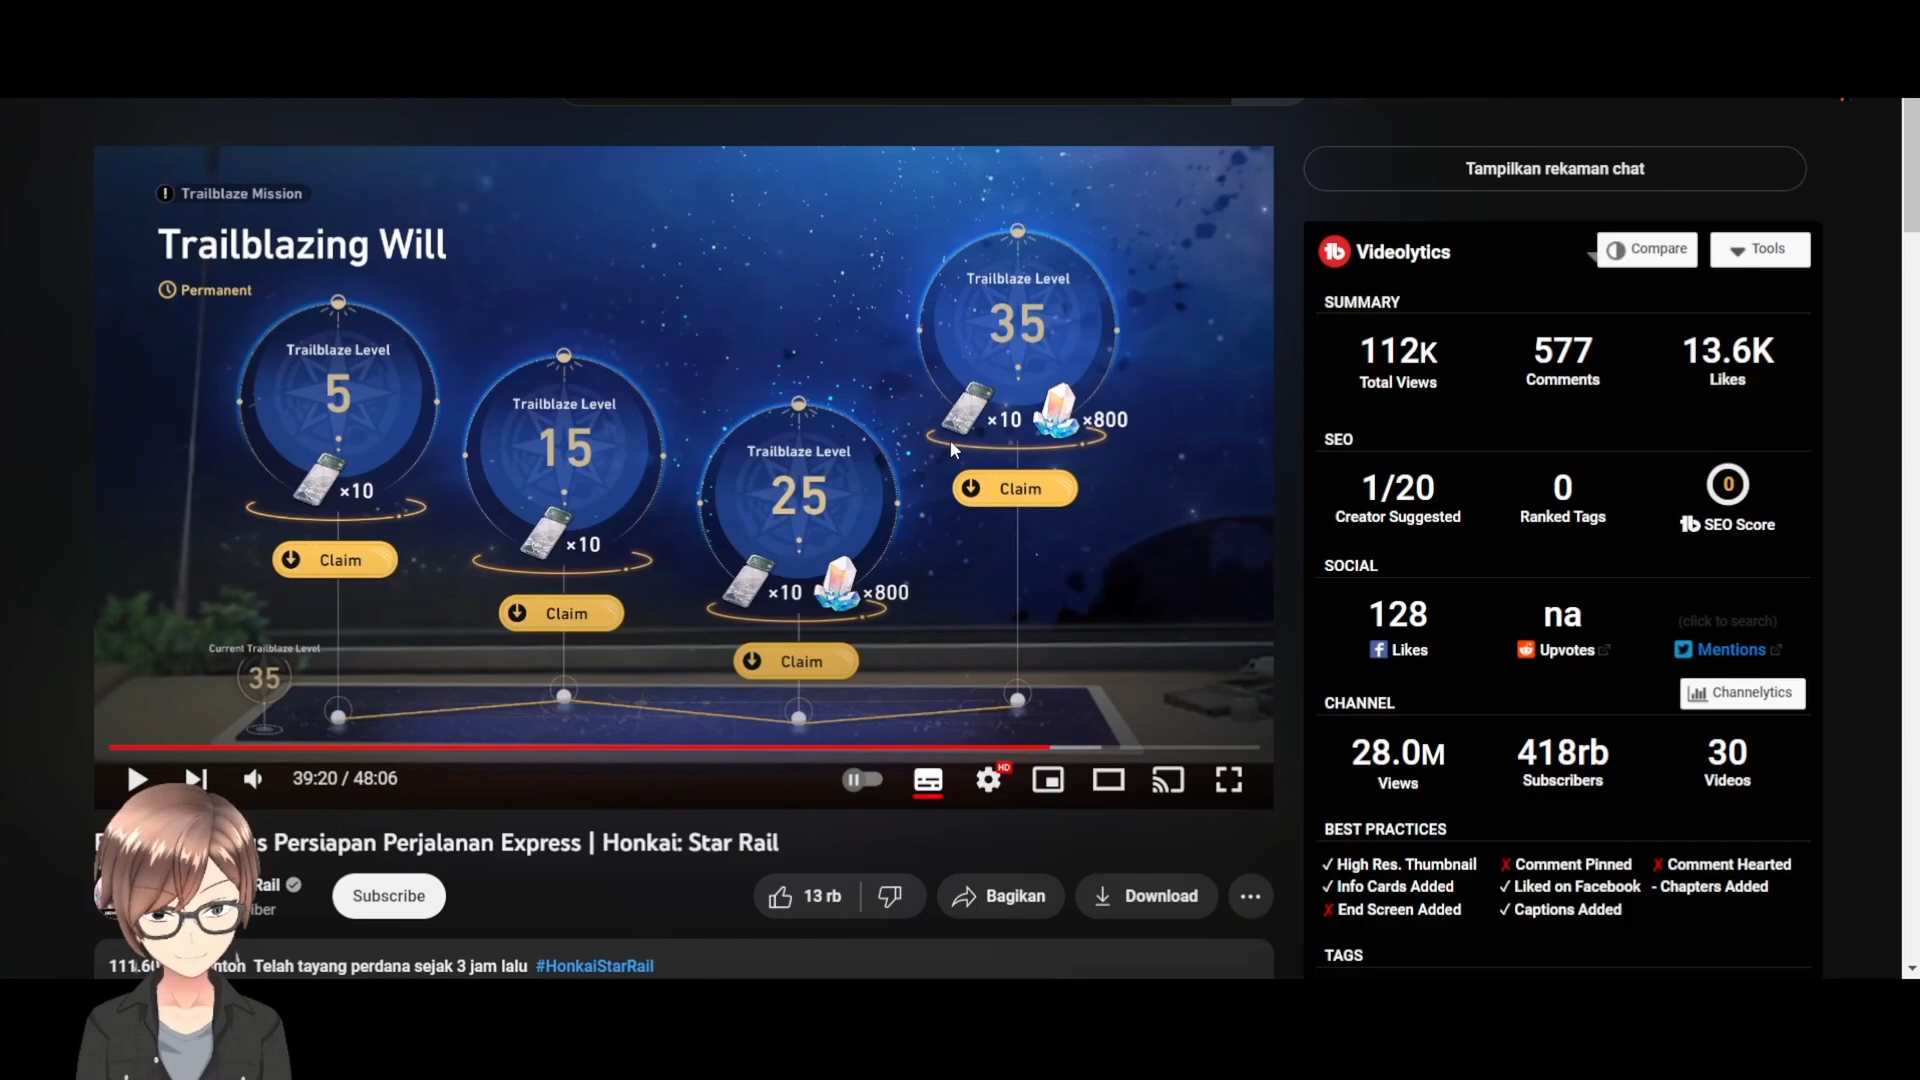 Tampilkan rekaman chat
Trailblaze Mission
Trailblazing Will
Permanent
Trailblaze Level
5
×10
Claim
Trailblaze Level
15
×10
Claim
Trailblaze Level
25
×10 ×800
Claim
Trailblaze Level
35
×10 ×800
Claim
Current Trailblaze Level
35
39:20 / 48:06
HD
Persiapan Perjalanan Express | Honkai: Star Rail
Rail
Subscribe
13 rb
Bagikan
Download
Telah tayang perdana sejak 3 jam lalu #HonkaiStarRail
tb Videolytics
Compare
Tools
SUMMARY
112K 577 13.6K
Total Views Comments Likes
SEO
1/20 0 0
Creator Suggested Ranked Tags tb SEO Score
SOCIAL
128 na (click to search)
Likes Upvotes Mentions
CHANNEL
Channelytics
28.0M 418rb 30
Views Subscribers Videos
BEST PRACTICES
✓ High Res. Thumbnail ✗ Comment Pinned ✗ Comment Hearted
✓ Info Cards Added ✓ Liked on Facebook - Chapters Added
✗ End Screen Added ✓ Captions Added
TAGS